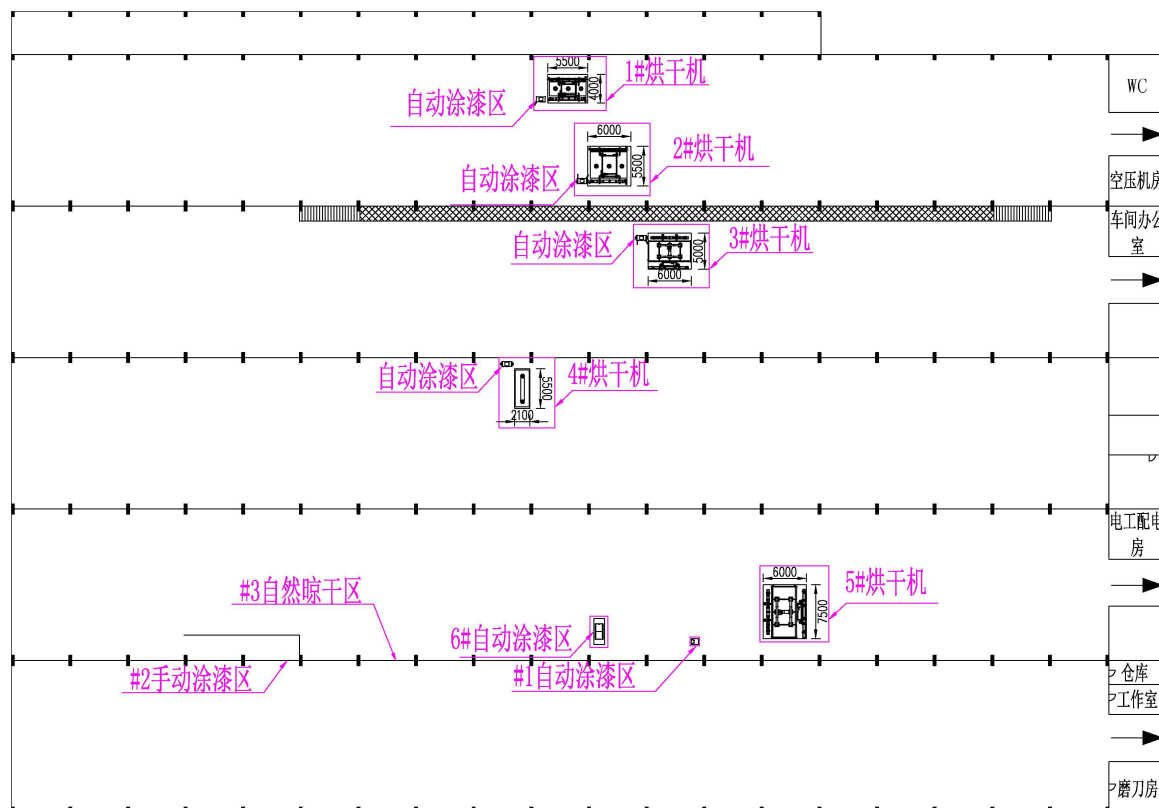 5500
1#烘干机
4000
自动涂漆区
WC
6000
2#烘干机
5500
自动涂漆区
空压机房
车间办公
室
自动涂漆区
3#烘干机
5000
6000
自动涂漆区
4#烘干机
5500
2100
电工配电
房
#3自然晾干区
6000
5#烘干机
7500
6#自动涂漆区
#2手动涂漆区
#1自动涂漆区
仓库
工作室
磨刀房